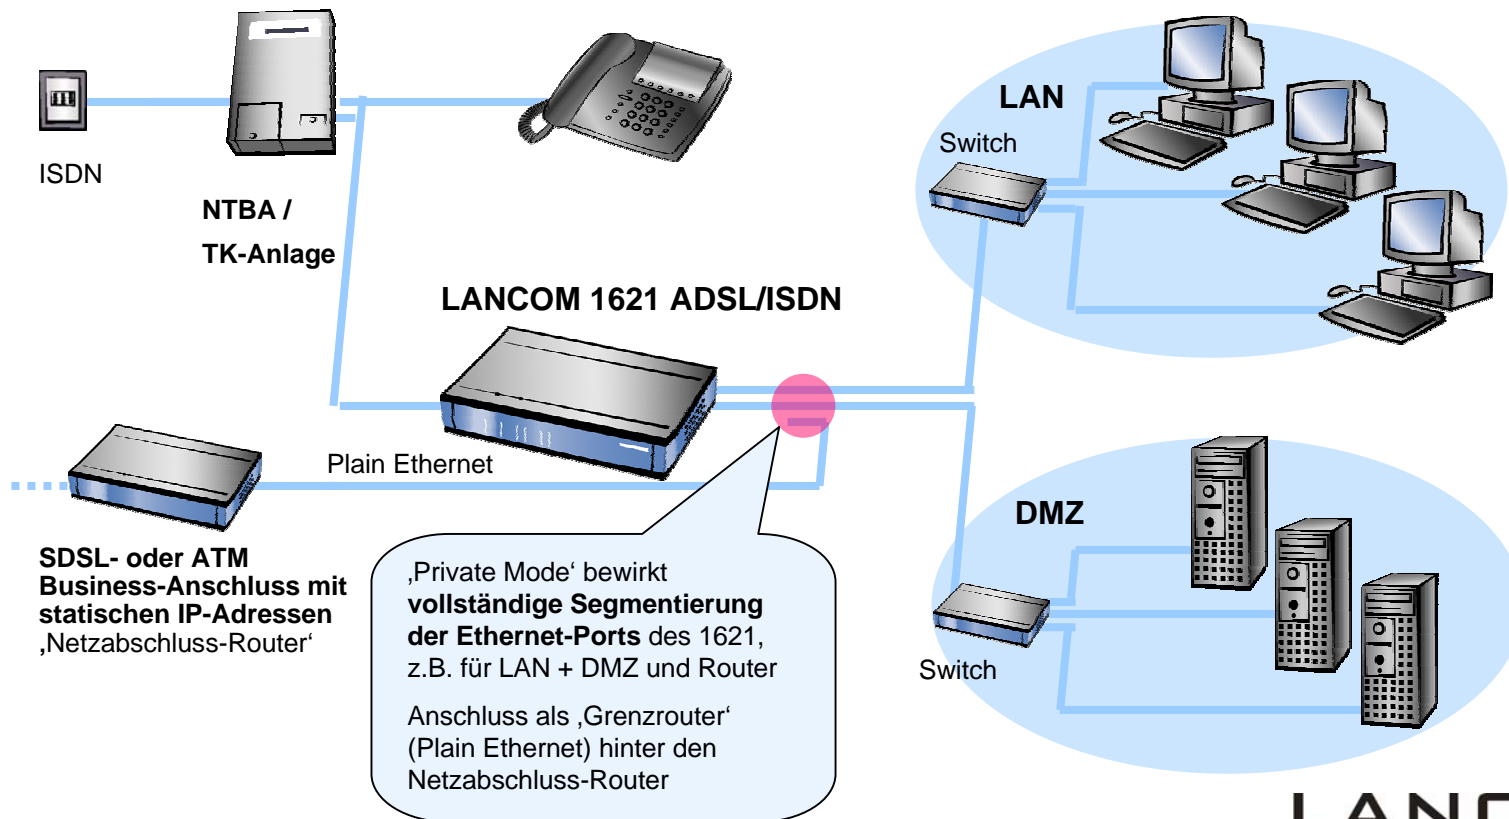 ISDN
NTBA /
TK-Anlage
LAN
Switch
LANCOM 1621 ADSL/ISDN
Plain Ethernet
SDSL- oder ATM
Business-Anschluss mit
statischen IP-Adressen
‚Netzabschluss-Router‘
‚Private Mode‘ bewirkt
vollständige Segmentierung
der Ethernet-Ports des 1621,
z.B. für LAN + DMZ und Router
Anschluss als ‚Grenzrouter‘
(Plain Ethernet) hinter den
Netzabschluss-Router
DMZ
Switch